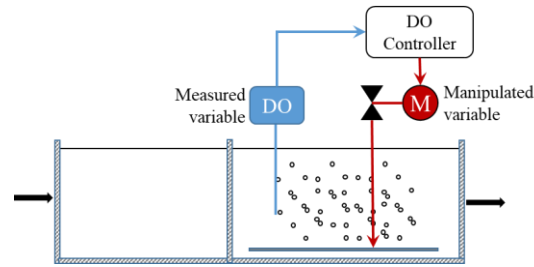 DO
Controller
Measured
variable
DO
M
Manipulated
variable